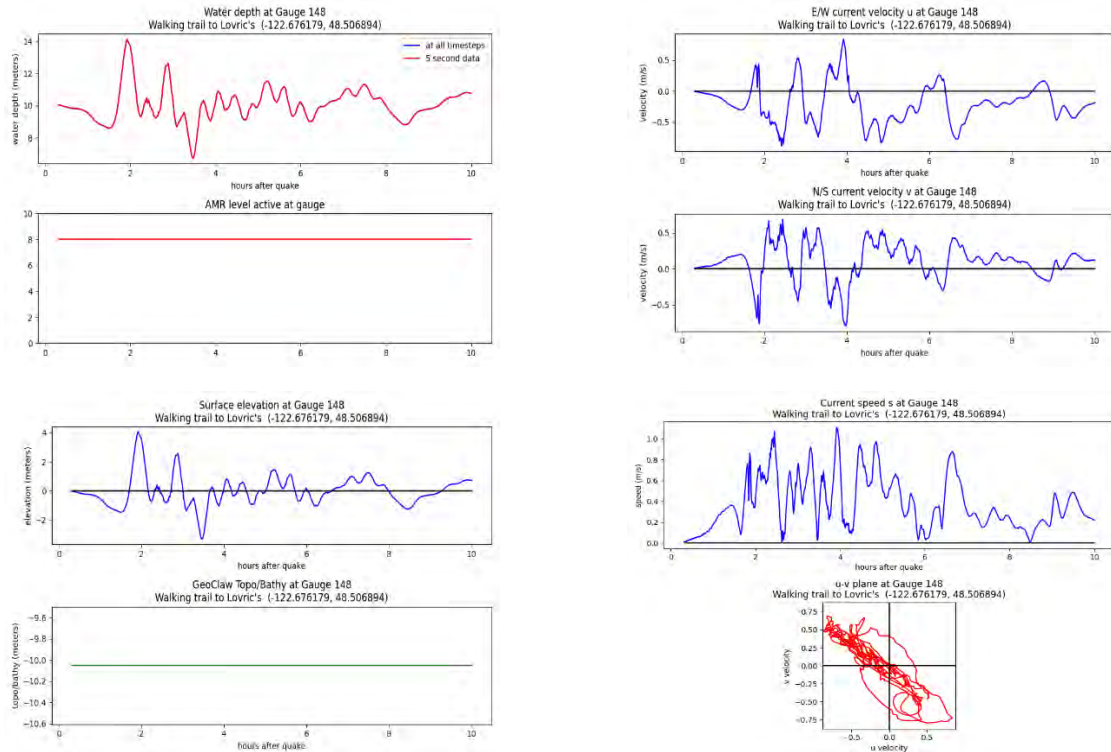 Water depth at Gauge 148
Walking trail to Lovric's (-122.676179, 48.506894)
14
12
10
8
water depth (meters)
at all timesteps
5 second data
0
2
4
6
8
10
hours after quake
AMR level active at gauge
10
8
6
4
2
0
0
2
4
6
8
10
hours after quake
Surface elevation at Gauge 148
Walking trail to Lovric's (-122.676179, 48.506894)
4
2
0
−2
elevation (meters)
0
2
4
6
8
10
hours after quake
GeoClaw Topo/Bathy at Gauge 148
Walking trail to Lovric's (-122.676179, 48.506894)
−9.6
−9.8
−10.0
−10.2
−10.4
−10.6
topo/bathy (meters)
0
2
4
6
8
10
hours after quake
E/W current velocity u at Gauge 148
Walking trail to Lovric's (-122.676179, 48.506894)
0.5
0.0
−0.5
velocity (m/s)
0
2
4
6
8
10
hours after quake
N/S current velocity v at Gauge 148
Walking trail to Lovric's (-122.676179, 48.506894)
0.5
0.0
−0.5
velocity (m/s)
0
2
4
6
8
10
hours after quake
Current speed s at Gauge 148
Walking trail to Lovric's (-122.676179, 48.506894)
1.0
0.8
0.6
0.4
0.2
0.0
speed (m/s)
0
2
4
6
8
10
hours after quake
u-v plane at Gauge 148
Walking trail to Lovric's (-122.676179, 48.506894)
0.75
0.50
0.25
0.00
−0.25
−0.50
−0.75
v velocity
−0.5
0.0
0.5
u velocity